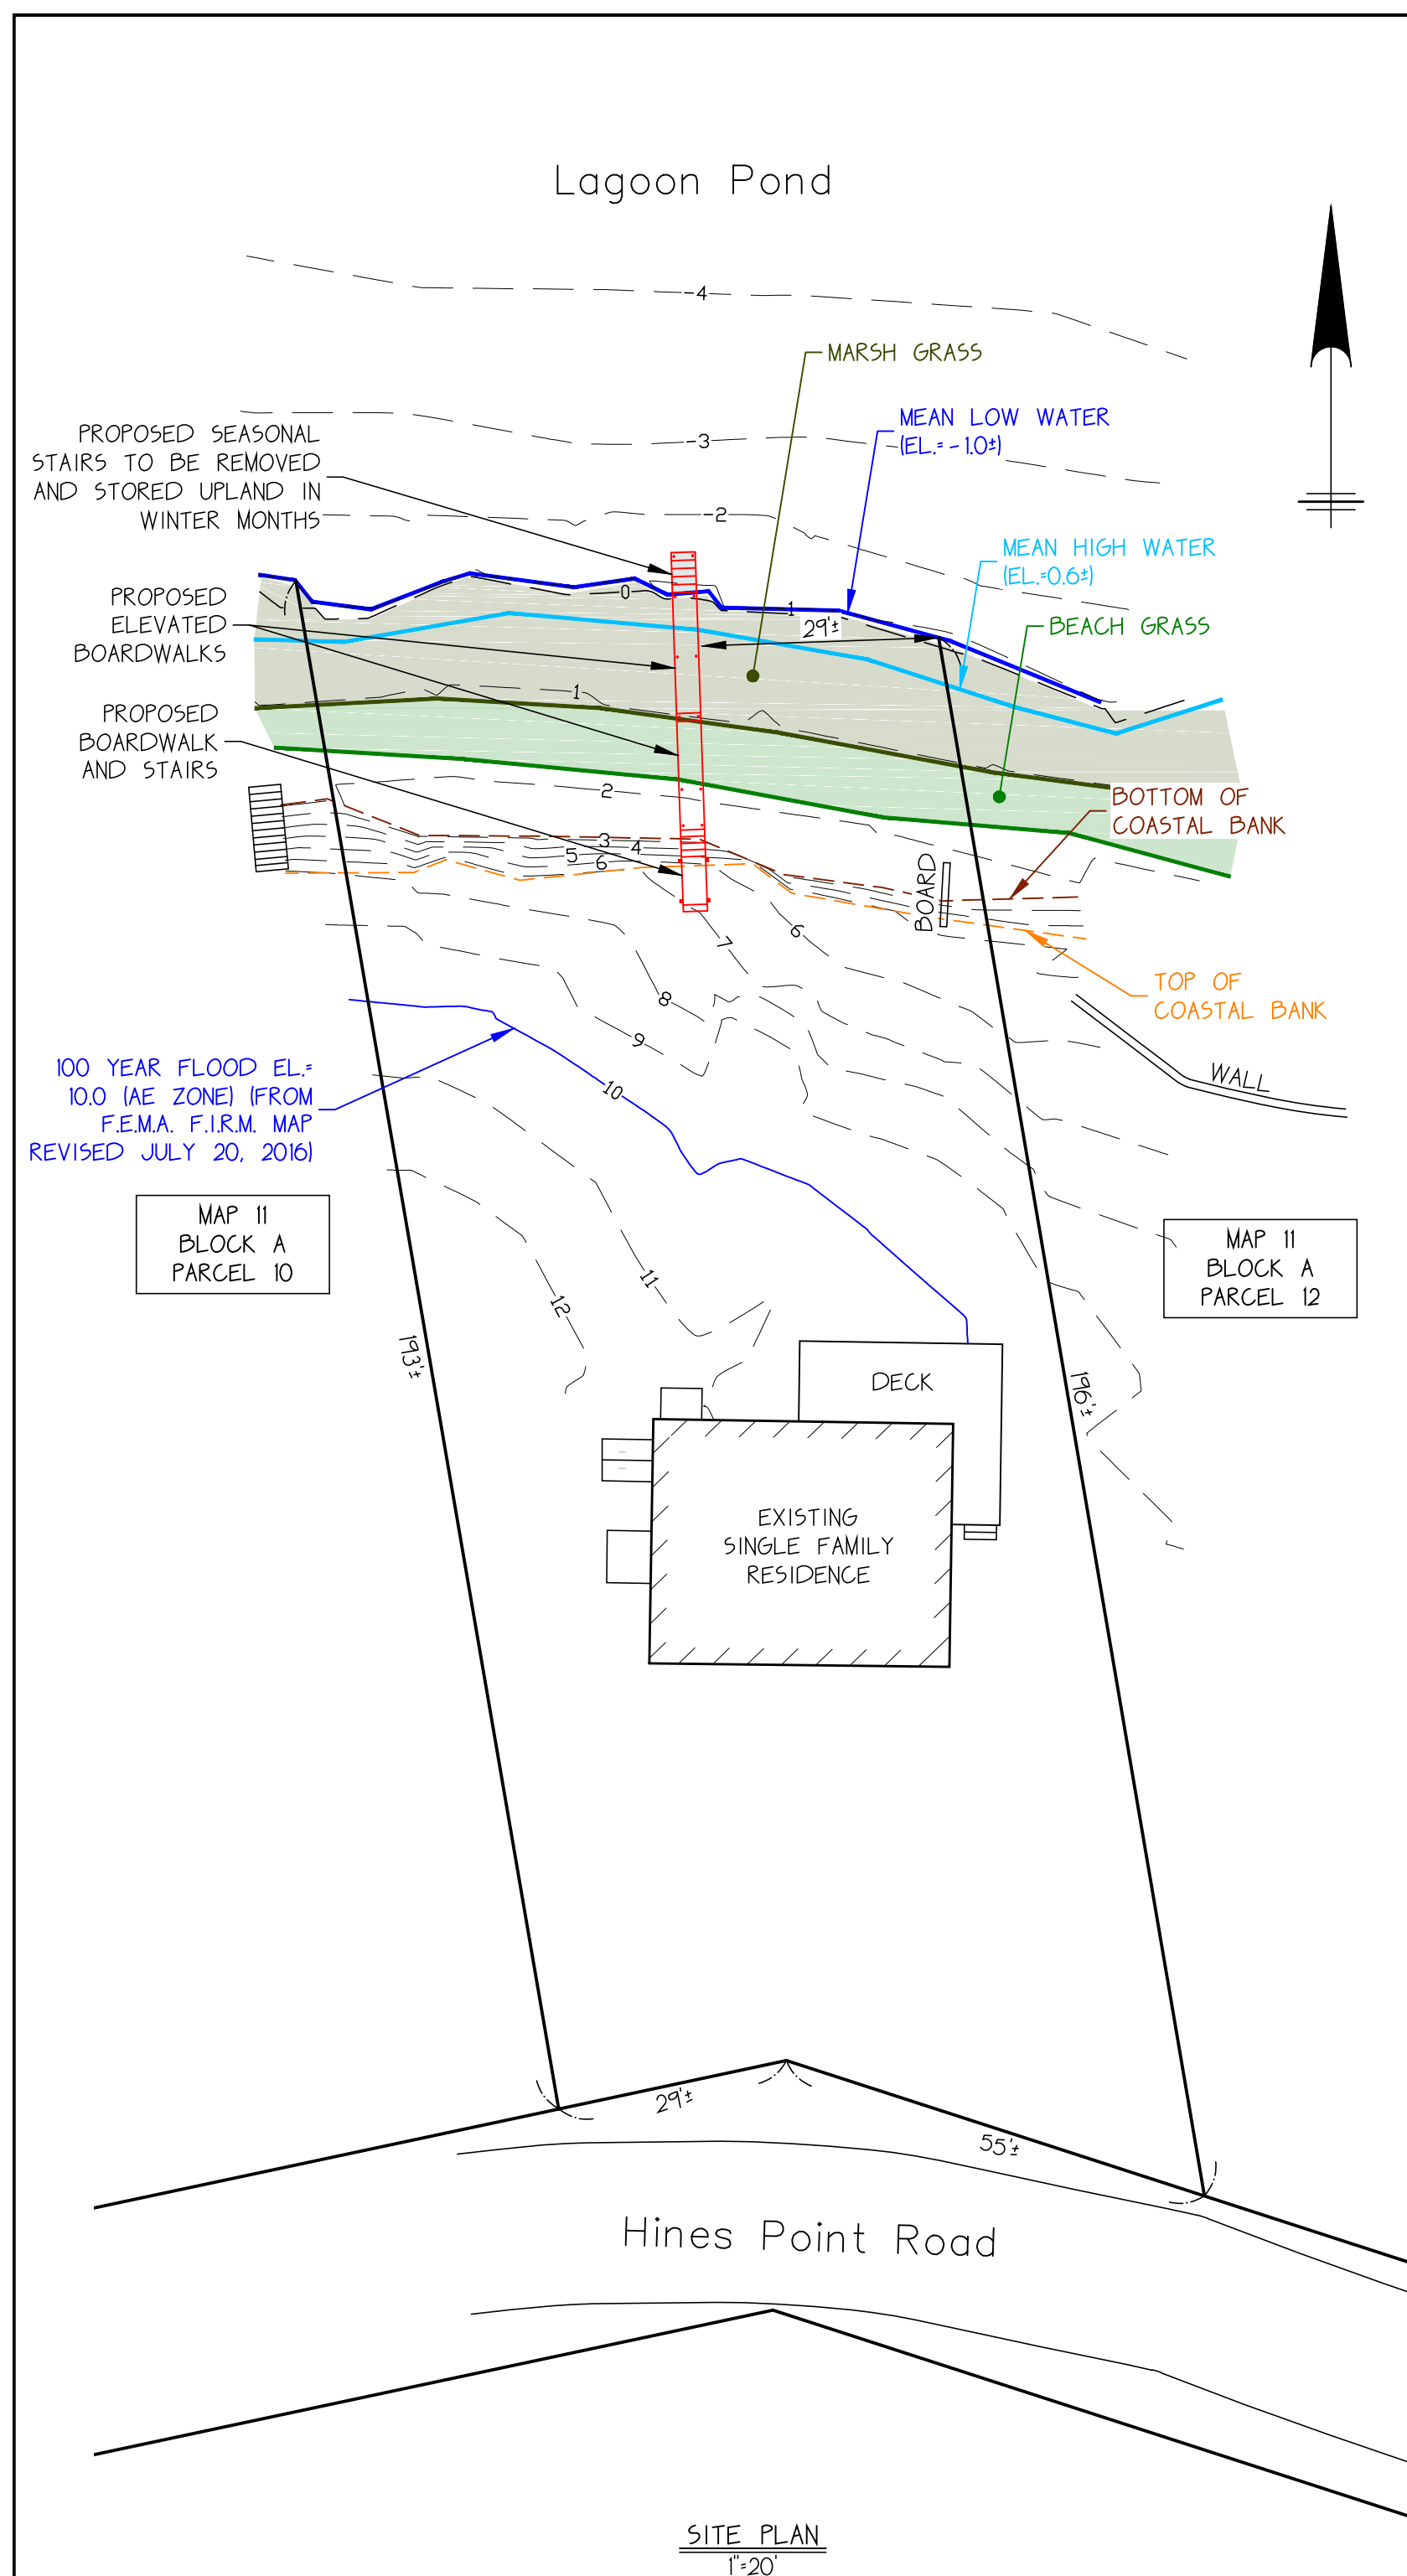 Lagoon Pond
-4
MARSH GRASS
MEAN LOW WATER
(EL.=-1.0±)
-3
PROPOSED SEASONAL
STAIRS TO BE REMOVED
AND STORED UPLAND IN
WINTER MONTHS
-2
MEAN HIGH WATER
(EL.=0.6±)
PROPOSED
ELEVATED
BOARDWALKS
0
-1
29'±
BEACH GRASS
1
PROPOSED
BOARDWALK
AND STAIRS
2
BOTTOM OF
COASTAL BANK
3
4
5
6
BOARD
7
6
TOP OF
COASTAL BANK
8
9
10
WALL
100 YEAR FLOOD EL.=
10.0 (AE ZONE) (FROM
F.E.M.A. F.I.R.M. MAP
REVISED JULY 20, 2016)
MAP 11
BLOCK A
PARCEL 10
MAP 11
BLOCK A
PARCEL 12
11
12
193'±
196'±
DECK
EXISTING
SINGLE FAMILY
RESIDENCE
29'±
55'±
Hines Point Road
SITE PLAN
1"=20'